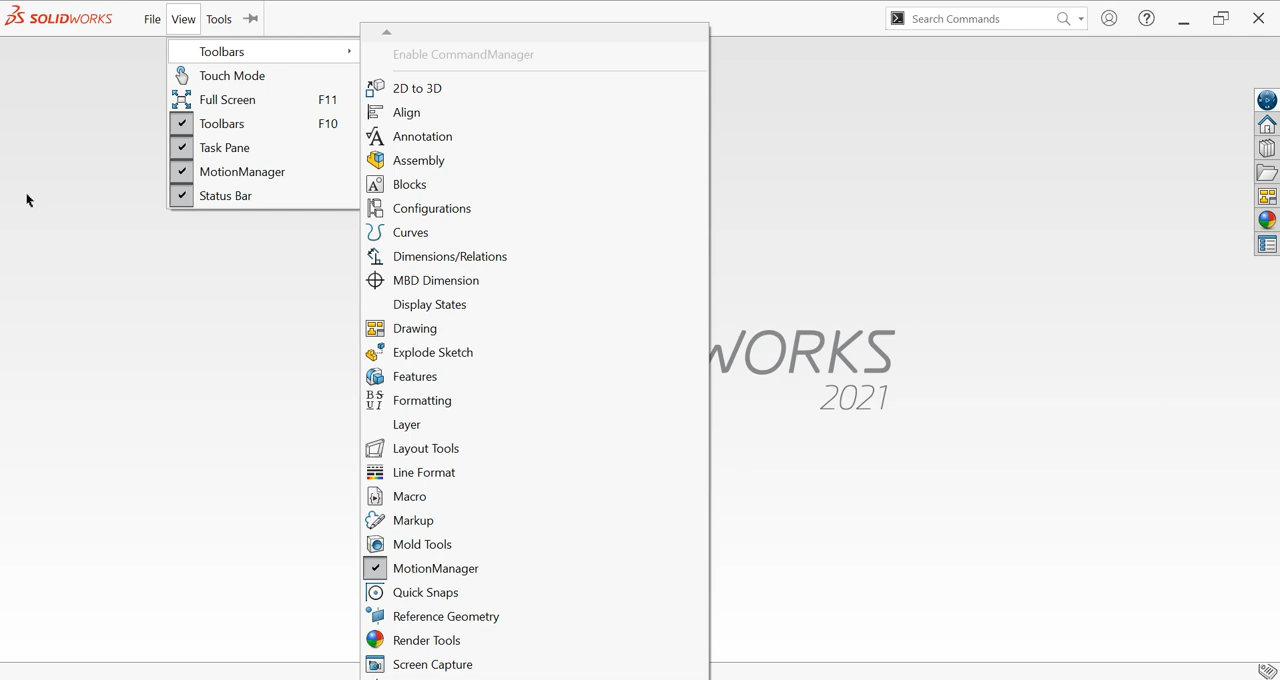 SOLIDWORKS File View Tools Search Commands
Toolbars
Touch Mode
Full Screen F11
Toolbars F10
Task Pane
MotionManager
Status Bar
Enable CommandManager
2D to 3D
Align
Annotation
Assembly
Blocks
Configurations
Curves
Dimensions/Relations
MBD Dimension
Display States
Drawing
Explode Sketch
Features
Formatting
Layer
Layout Tools
Line Format
Macro
Markup
Mold Tools
MotionManager
Quick Snaps
Reference Geometry
Render Tools
Screen Capture
WORKS
2021